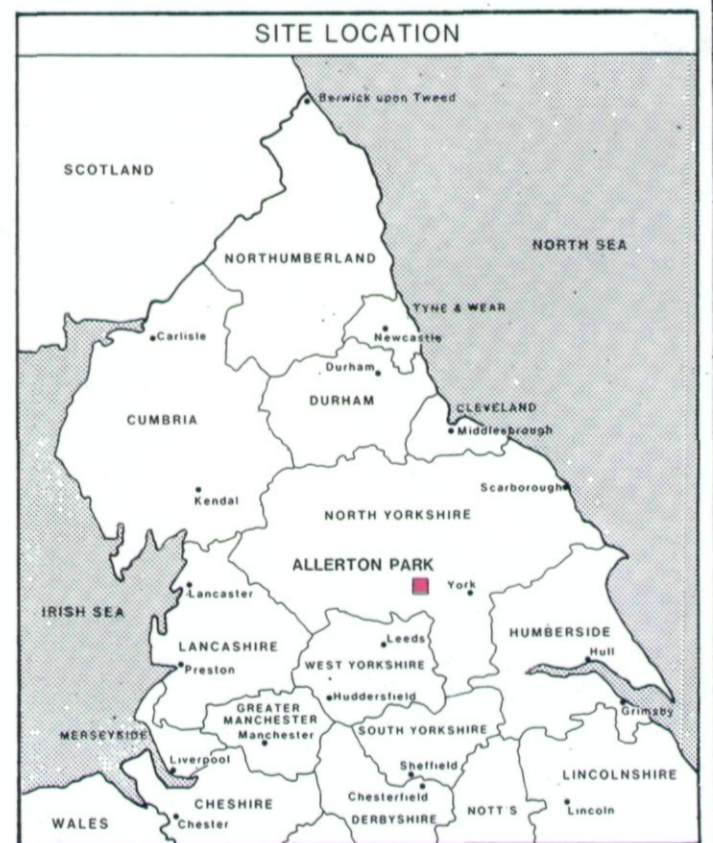 SITE LOCATION
Berwick upon Tweed
SCOTLAND
NORTH SEA
NORTHUMBERLAND
TYNE & WEAR
Carlisle
Newcastle
Durham
DURHAM
CLEVELAND
CUMBRIA
Middlesbrough
Scarborough
Kendal
NORTH YORKSHIRE
ALLERTON PARK
York
Lancaster
IRISH SEA
HUMBERSIDE
Leeds
LANCASHIRE
Hull
WEST YORKSHIRE
Preston
Huddersfield
GREATER
MANCHESTER
Grimsby
SOUTH YORKSHIRE
MERSEYSIDE
Manchester
Liverpool
Sheffield
LINCOLNSHIRE
Chesterfield
CHESHIRE
NOTT'S
Lincoln
DERBYSHIRE
WALES
Chester